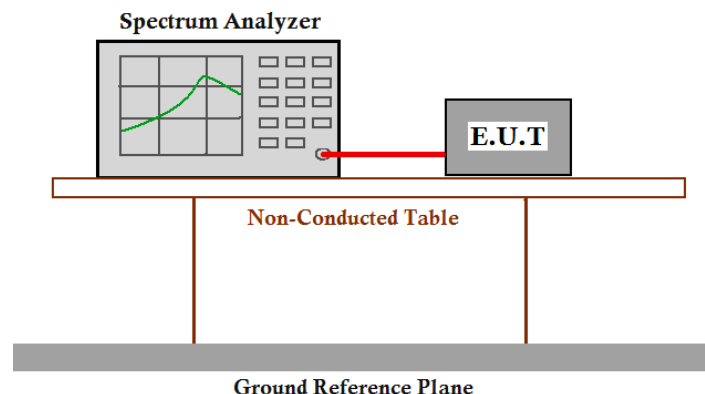 Spectrum Analyzer
E.U.T
Non-Conducted Table
Ground Reference Plane